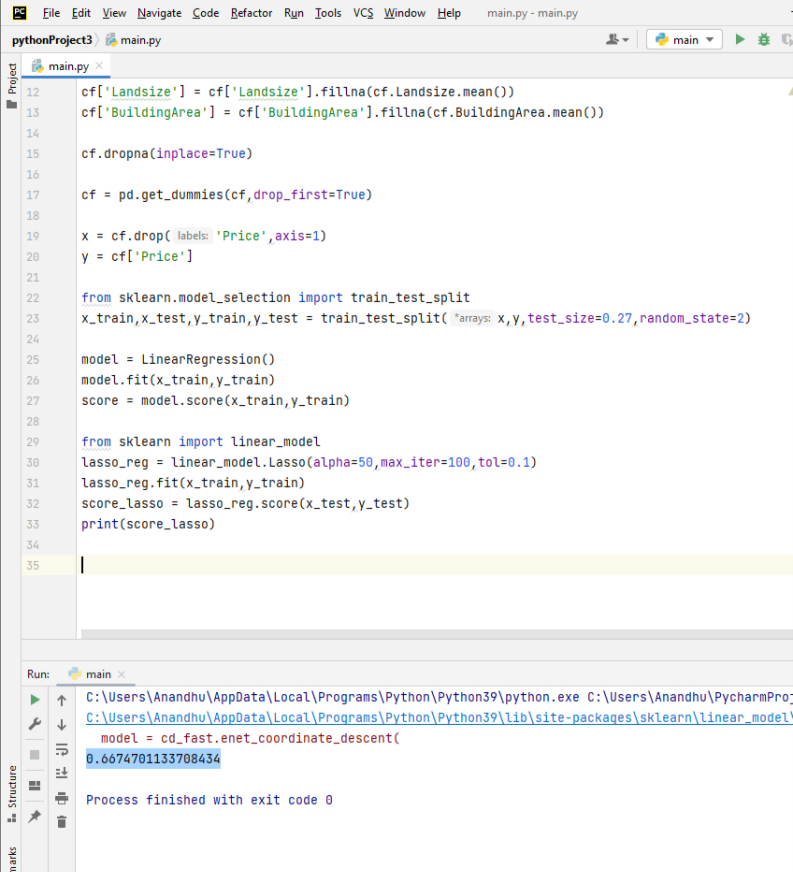 PC File Edit View Navigate Code Refactor Run Tools VCS Window Help main.py - main.py
pythonProject3 main.py main
Project main.py
12 cf['Landsize'] = cf['Landsize'].fillna(cf.Landsize.mean())
13 cf['BuildingArea'] = cf['BuildingArea'].fillna(cf.BuildingArea.mean())
14
15 cf.dropna(inplace=True)
16
17 cf = pd.get_dummies(cf,drop_first=True)
18
19 x = cf.drop( labels: 'Price',axis=1)
20 y = cf['Price']
21
22 from sklearn.model_selection import train_test_split
23 x_train,x_test,y_train,y_test = train_test_split( *arrays: x,y,test_size=0.27,random_state=2)
24
25 model = LinearRegression()
26 model.fit(x_train,y_train)
27 score = model.score(x_train,y_train)
28
29 from sklearn import linear_model
30 lasso_reg = linear_model.Lasso(alpha=50,max_iter=100,tol=0.1)
31 lasso_reg.fit(x_train,y_train)
32 score_lasso = lasso_reg.score(x_test,y_test)
33 print(score_lasso)
34
35
Run: main
C:\Users\Anandhu\AppData\Local\Programs\Python\Python39\python.exe C:\Users\Anandhu\PycharmProj
C:\Users\Anandhu\AppData\Local\Programs\Python\Python39\lib\site-packages\sklearn\linear_model\
model = cd_fast.enet_coordinate_descent(
0.6674701133708434
Process finished with exit code 0
Structure
marks